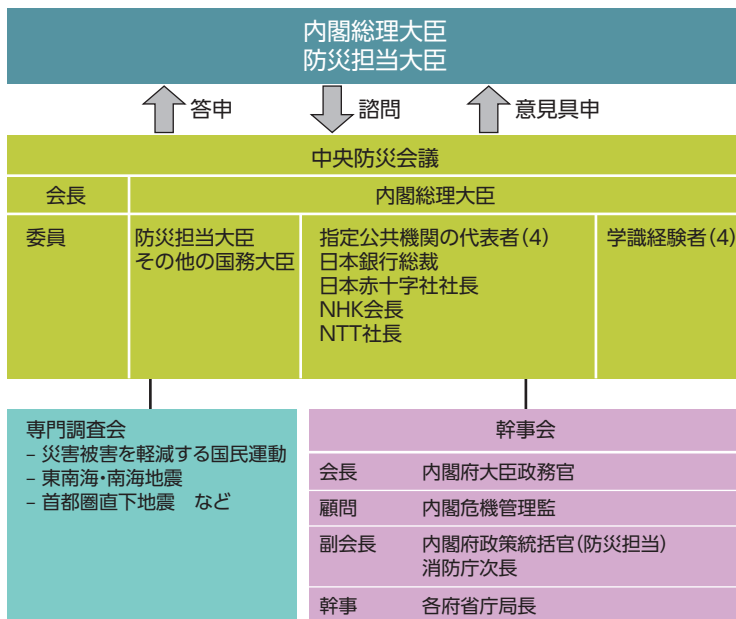 内閣総理大臣
防災担当大臣
答申
諮問
意見具申
中央防災会議
会長
内閣総理大臣
委員
防災担当大臣
その他の国務大臣
指定公共機関の代表者(4)
日本銀行総裁
日本赤十字社社長
NHK会長
NTT社長
学識経験者(4)
専門調査会
– 災害被害を軽減する国民運動
– 東南海・南海地震
– 首都圏直下地震　など
幹事会
会長　内閣府大臣政務官
顧問　内閣危機管理監
副会長　内閣府政策統括官(防災担当)
消防庁次長
幹事　各府省庁局長